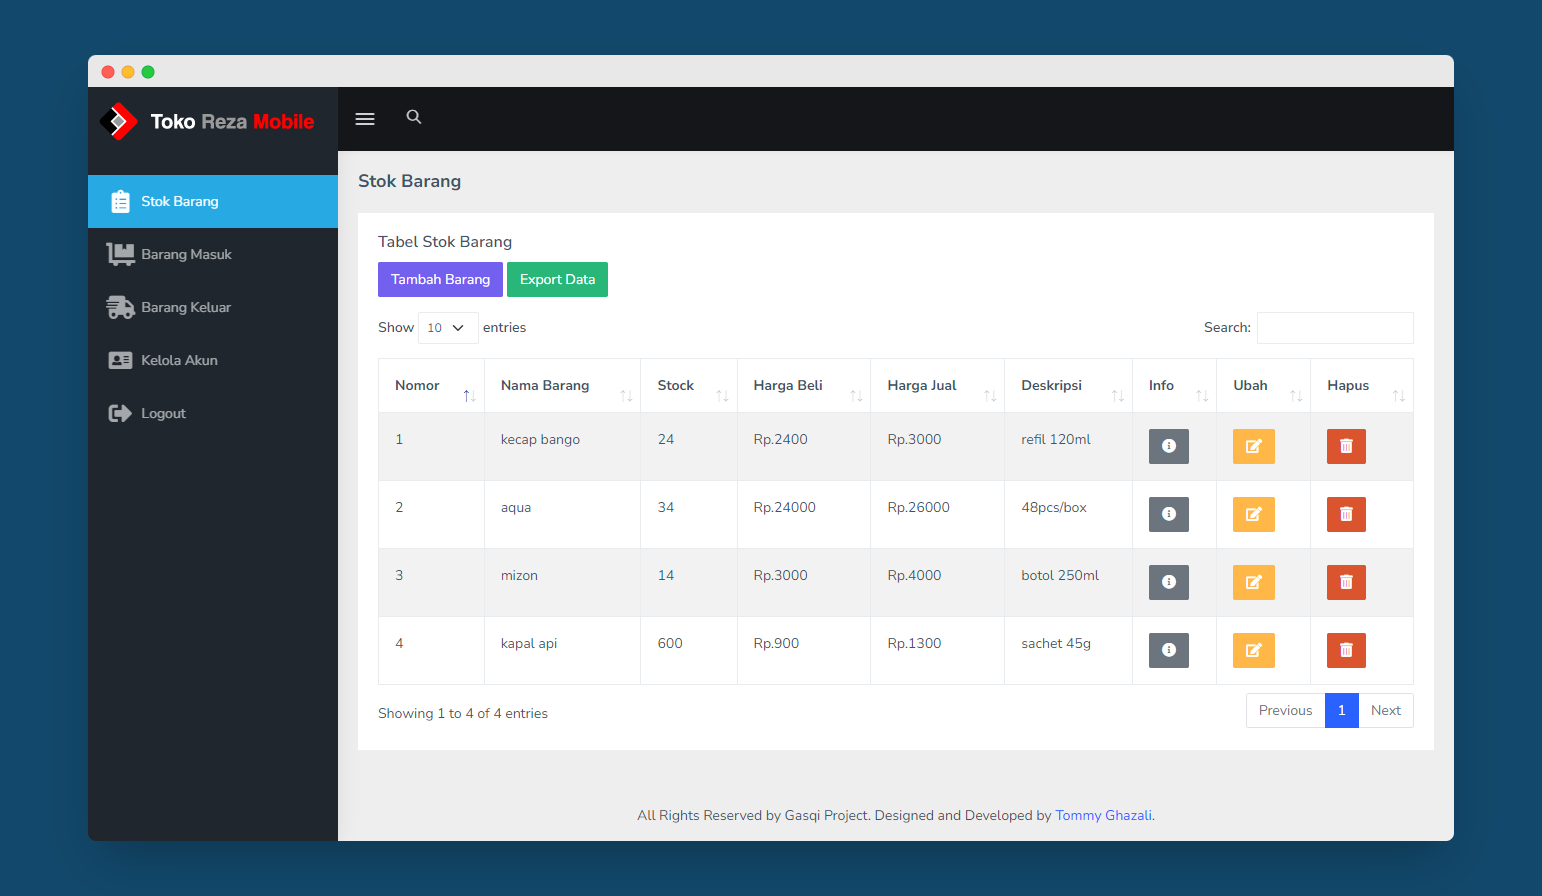 Toko Reza Mobile
Stok Barang
Barang Masuk
Barang Keluar
Kelola Akun
Logout
Stok Barang
Tabel Stok Barang
Tambah Barang Export Data
Show 10 entries Search:
Nomor Nama Barang Stock Harga Beli Harga Jual Deskripsi Info Ubah Hapus
1 kecap bango 24 Rp.2400 Rp.3000 refil 120ml
2 aqua 34 Rp.24000 Rp.26000 48pcs/box
3 mizon 14 Rp.3000 Rp.4000 botol 250ml
4 kapal api 600 Rp.900 Rp.1300 sachet 45g
Showing 1 to 4 of 4 entries Previous 1 Next
All Rights Reserved by Gasqi Project. Designed and Developed by Tommy Ghazali.